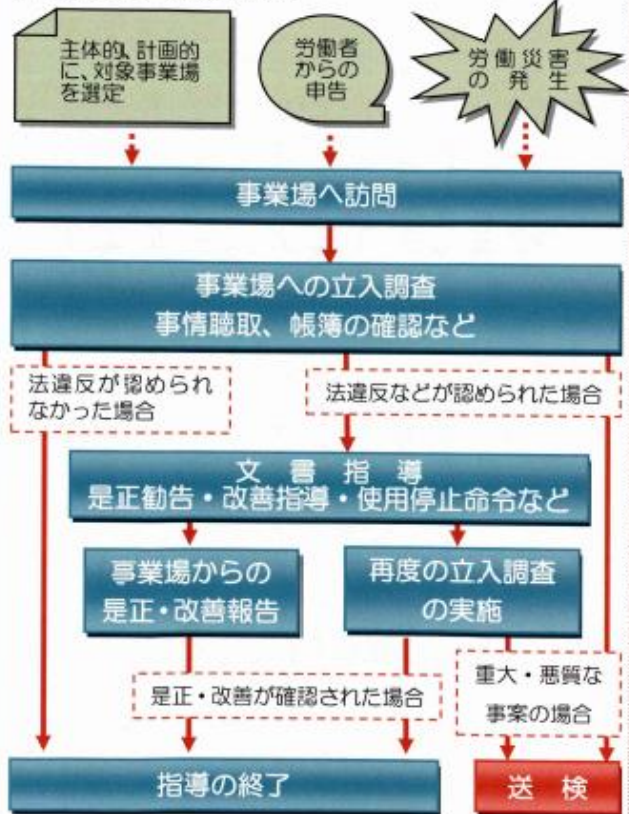 主体的、計画的
に、対象事業場
を選定
労働者
からの
申告
労働災害
の発生
事業場へ訪問
事業場への立入調査
事情聴取、帳簿の確認など
法違反が認められ
なかった場合
法違反などが認められた場合
文書指導
是正勧告・改善指導・使用停止命令など
事業場からの
是正・改善報告
再度の立入調査
の実施
是正・改善が確認された場合
重大・悪質な
事案の場合
指導の終了
送検